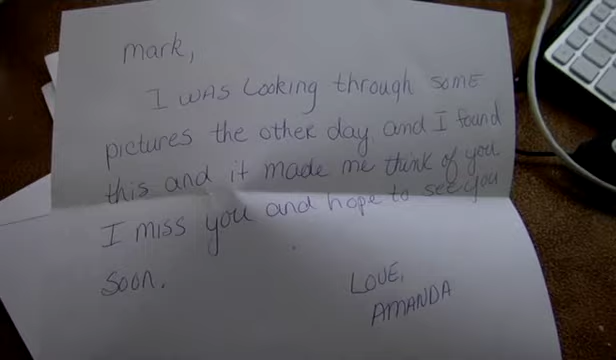 mark,
I WAS Looking through some
pictures the other day and I found
this and it made me think of you
I miss you and hope to see you
soon.
LOVE,
AMANDA